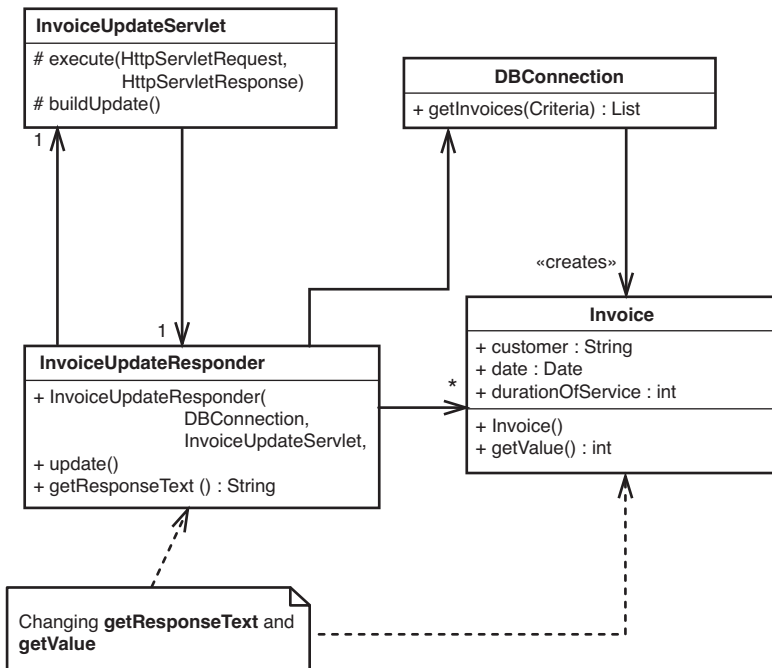 InvoiceUpdateServlet
# execute(HttpServletRequest,
HttpServletResponse)
# buildUpdate()
DBConnection
+ getInvoices(Criteria) : List
1
«creates»
1
InvoiceUpdateResponder
+ InvoiceUpdateResponder(
DBConnection,
InvoiceUpdateServlet,
+ update()
+ getResponseText () : String
*
Invoice
+ customer : String
+ date : Date
+ durationOfService : int
+ Invoice()
+ getValue() : int
Changing getResponseText and
getValue